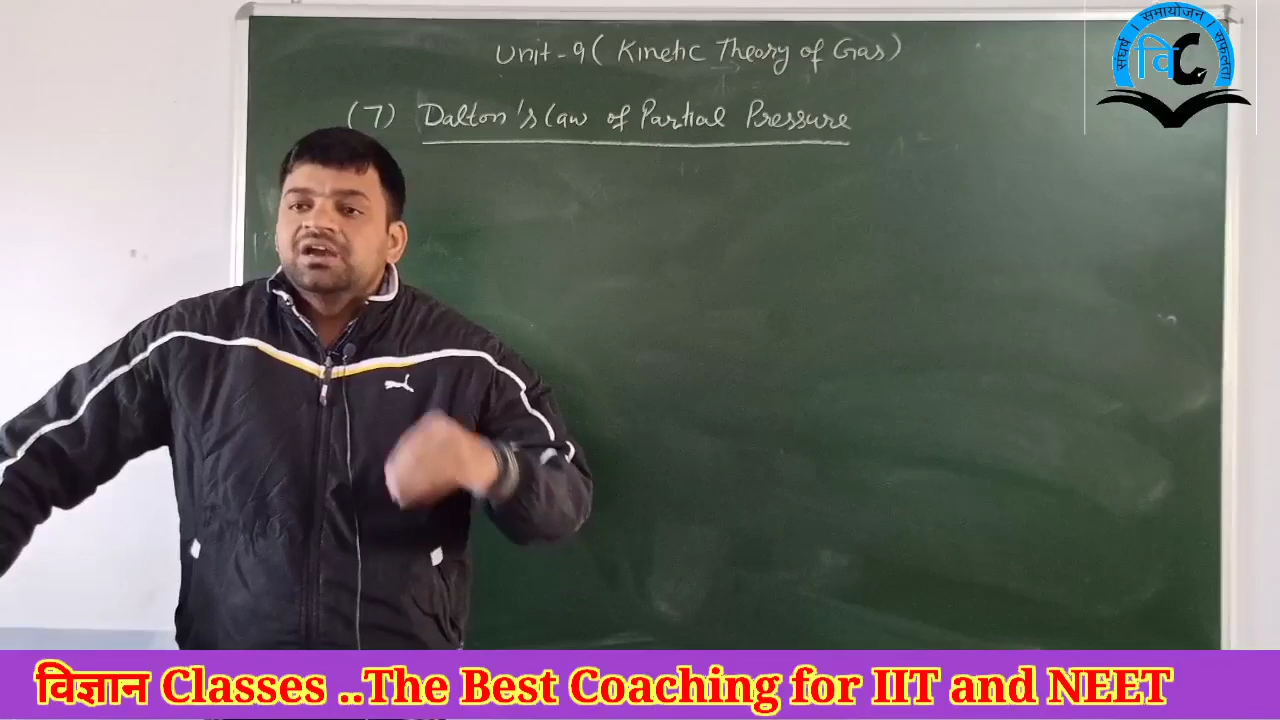 Unit-9 ( Kinetic Theory of Gas )
(7) Dalton's Law of Partial Pressure
संघर्ष । समायोजन । सफलता
वि C
विज्ञान Classes ..The Best Coaching for IIT and NEET